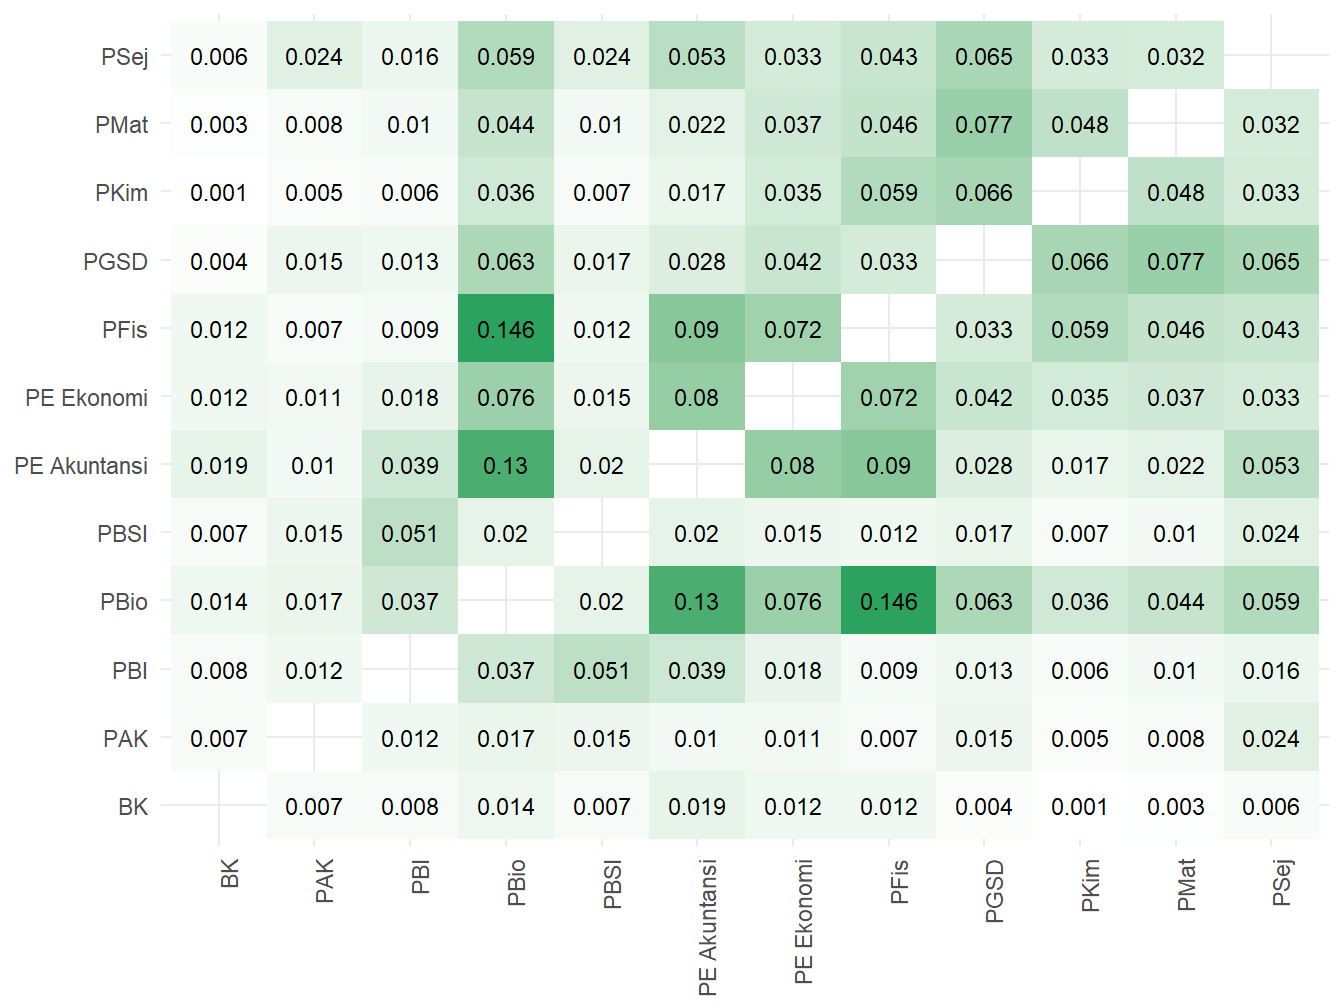 PSej 0.006 0.024 0.016 0.059 0.024 0.053 0.033 0.043 0.065 0.033 0.032
PMat 0.003 0.008 0.01 0.044 0.01 0.022 0.037 0.046 0.077 0.048 0.032
PKim 0.001 0.005 0.006 0.036 0.007 0.017 0.035 0.059 0.066 0.048 0.033
PGSD 0.004 0.015 0.013 0.063 0.017 0.028 0.042 0.033 0.066 0.077 0.065
PFis 0.012 0.007 0.009 0.146 0.012 0.09 0.072 0.033 0.059 0.046 0.043
PE Ekonomi 0.012 0.011 0.018 0.076 0.015 0.08 0.072 0.042 0.035 0.037 0.033
PE Akuntansi 0.019 0.01 0.039 0.13 0.02 0.08 0.09 0.028 0.017 0.022 0.053
PBSI 0.007 0.015 0.051 0.02 0.02 0.015 0.012 0.017 0.007 0.01 0.024
PBio 0.014 0.017 0.037 0.02 0.13 0.076 0.146 0.063 0.036 0.044 0.059
PBI 0.008 0.012 0.037 0.051 0.039 0.018 0.009 0.013 0.006 0.01 0.016
PAK 0.007 0.012 0.017 0.015 0.01 0.011 0.007 0.015 0.005 0.008 0.024
BK 0.007 0.008 0.014 0.007 0.019 0.012 0.012 0.004 0.001 0.003 0.006
BK PAK PBI PBio PBSI PE Akuntansi PE Ekonomi PFis PGSD PKim PMat PSej